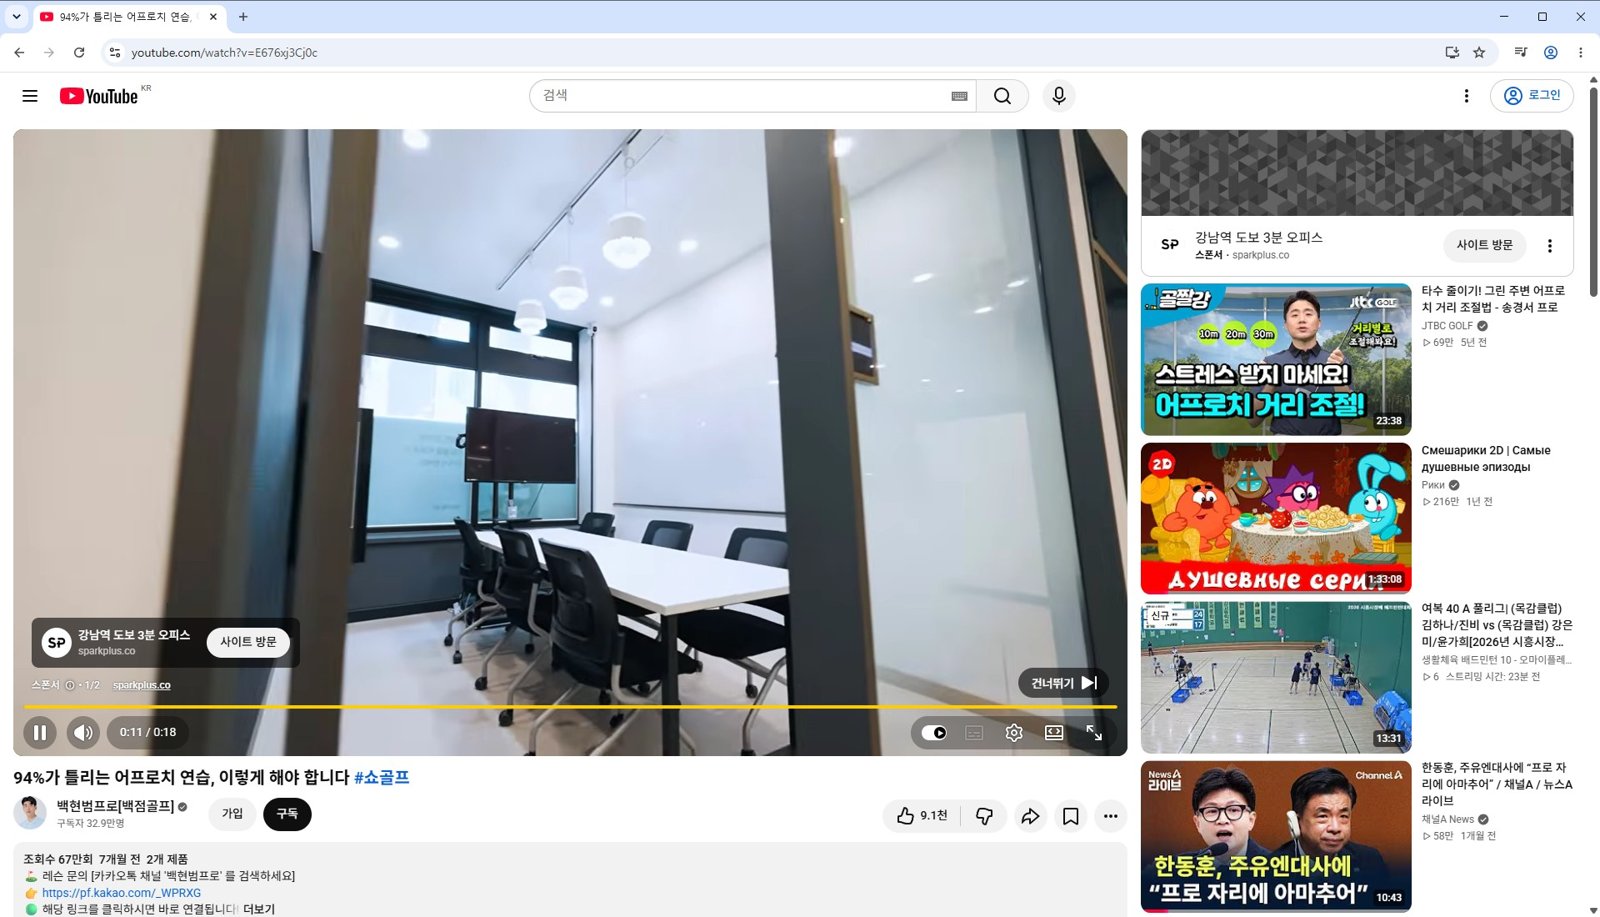 94%가 틀리는 어프로치 연습,
youtube.com/watch?v=E676xj3Cj0c
YouTube KR
검색
로그인
SP
강남역 도보 3분 오피스
sparkplus.co
사이트 방문
스폰서 · 1/2 sparkplus.co
건너뛰기
0:11 / 0:18
94%가 틀리는 어프로치 연습, 이렇게 해야 합니다 #쇼골프
백현범프로[백점골프]
구독자 32.9만명
가입
구독
9.1천
조회수 67만회 7개월 전 2개 제품
레슨 문의 [카카오톡 채널 '백현범프로' 를 검색하세요]
https://pf.kakao.com/_WPRXG
해당 링크를 클릭하시면 바로 연결됩니다! 더보기
SP
강남역 도보 3분 오피스
스폰서 · sparkplus.co
사이트 방문
골짤강
JTBC GOLF
10m 20m 30m
거리별로
조절해봐요!
스트레스 받지 마세요!
어프로치 거리 조절!
23:38
타수 줄이기! 그린 주변 어프로
치 거리 조절법 - 송경서 프로
JTBC GOLF
69만 5년 전
2D
ДУШЕВНЫЕ СЕРИИ
1:33:08
Смешарики 2D | Самые
душевные эпизоды
Рики
216만 1년 전
신규
24
17
13:31
여복 40 A 풀리그| (목감클럽)
김하나/진비 vs (목감클럽) 강은
미/윤가희[2026년 시흥시장...
생활체육 배드민턴 10 - 오마이플레...
6 스트리밍 시간: 23분 전
News A
라이브
Channel A
한동훈, 주유엔대사에
“프로 자리에 아마추어”
10:43
한동훈, 주유엔대사에 “프로 자
리에 아마추어” / 채널A / 뉴스A
라이브
채널A News
58만 1개월 전